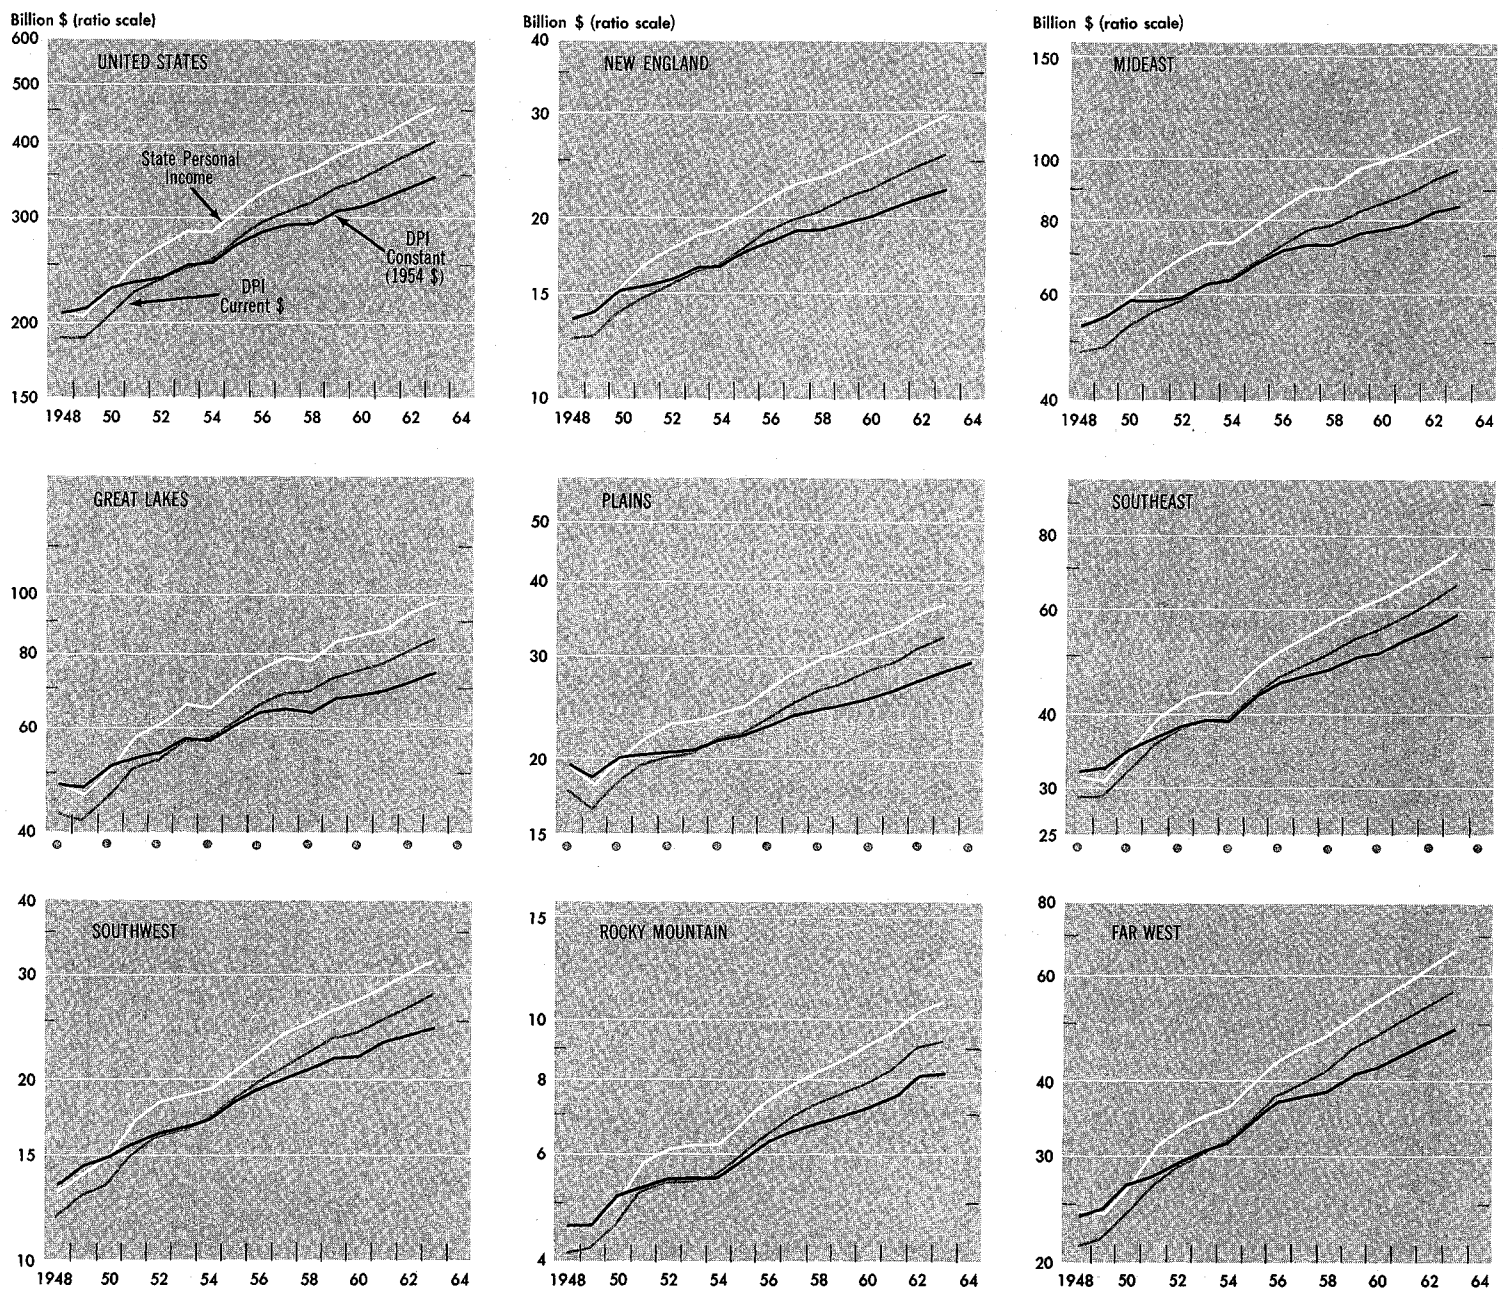 Billion $ (ratio scale)
600
500
400
300
200
150
UNITED STATES
State Personal
Income
DPI
Constant
(1954 $)
DPI
Current $
1948 50 52 54 56 58 60 62 64
Billion $ (ratio scale)
40
30
20
15
10
NEW ENGLAND
1948 50 52 54 56 58 60 62 64
Billion $ (ratio scale)
150
100
80
60
40
MIDEAST
1948 50 52 54 56 58 60 62 64
GREAT LAKES
100
80
60
40
PLAINS
50
40
30
20
15
SOUTHEAST
80
60
40
30
25
SOUTHWEST
40
30
20
15
10
1948 50 52 54 56 58 60 62 64
ROCKY MOUNTAIN
15
10
8
6
4
1948 50 52 54 56 58 60 62 64
FAR WEST
80
60
40
30
20
1948 50 52 54 56 58 60 62 64